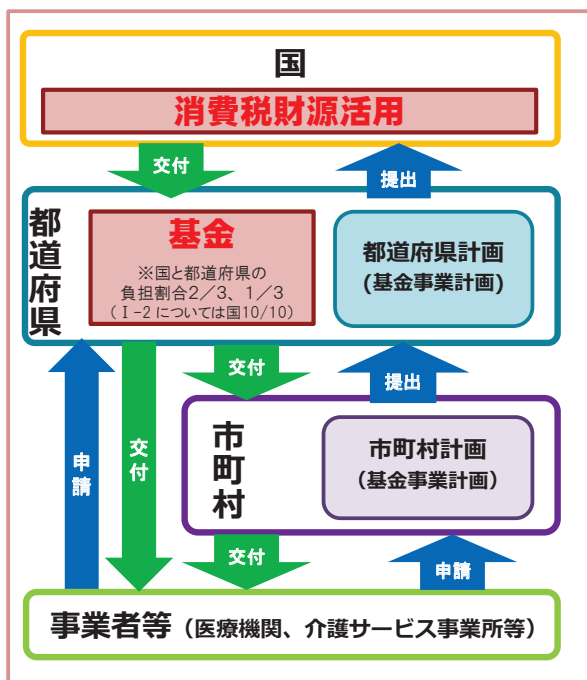 国
消費税財源活用
交付
提出
都道府県
基金
※国と都道府県の
負担割合2/3、1/3
(Ⅰ-2 については国10/10)
都道府県計画
(基金事業計画)
交付
提出
申請
交付
市町村
市町村計画
(基金事業計画)
交付
申請
事業者等(医療機関、介護サービス事業所等)